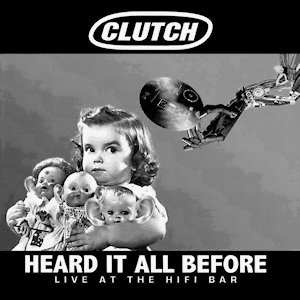 CLUTCH
HEARD IT ALL BEFORE
LIVE AT THE HIFI BAR